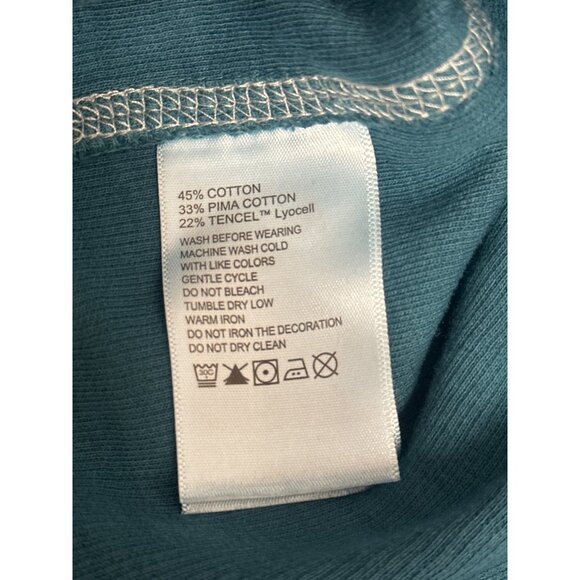 45% COTTON
33% PIMA COTTON
22% TENCEL™ Lyocell
WASH BEFORE WEARING
MACHINE WASH COLD
WITH LIKE COLORS
GENTLE CYCLE
DO NOT BLEACH
TUMBLE DRY LOW
WARM IRON
DO NOT IRON THE DECORATION
DO NOT DRY CLEAN
30C